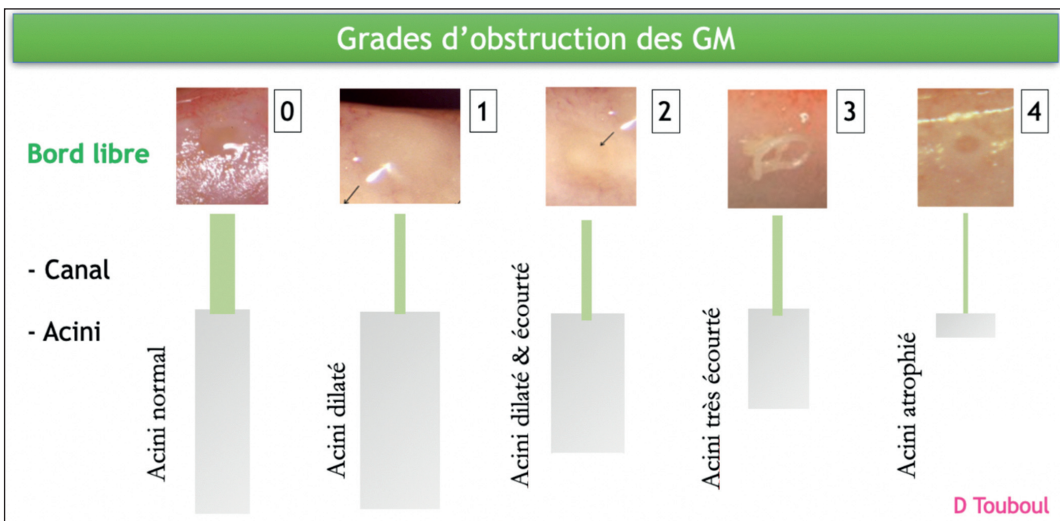 Grades d'obstruction des GM
0
1
2
3
4
Bord libre
- Canal
- Acini
Acini normal
Acini dilaté
Acini dilaté & écourté
Acini très écourté
Acini atrophié
D Touboul